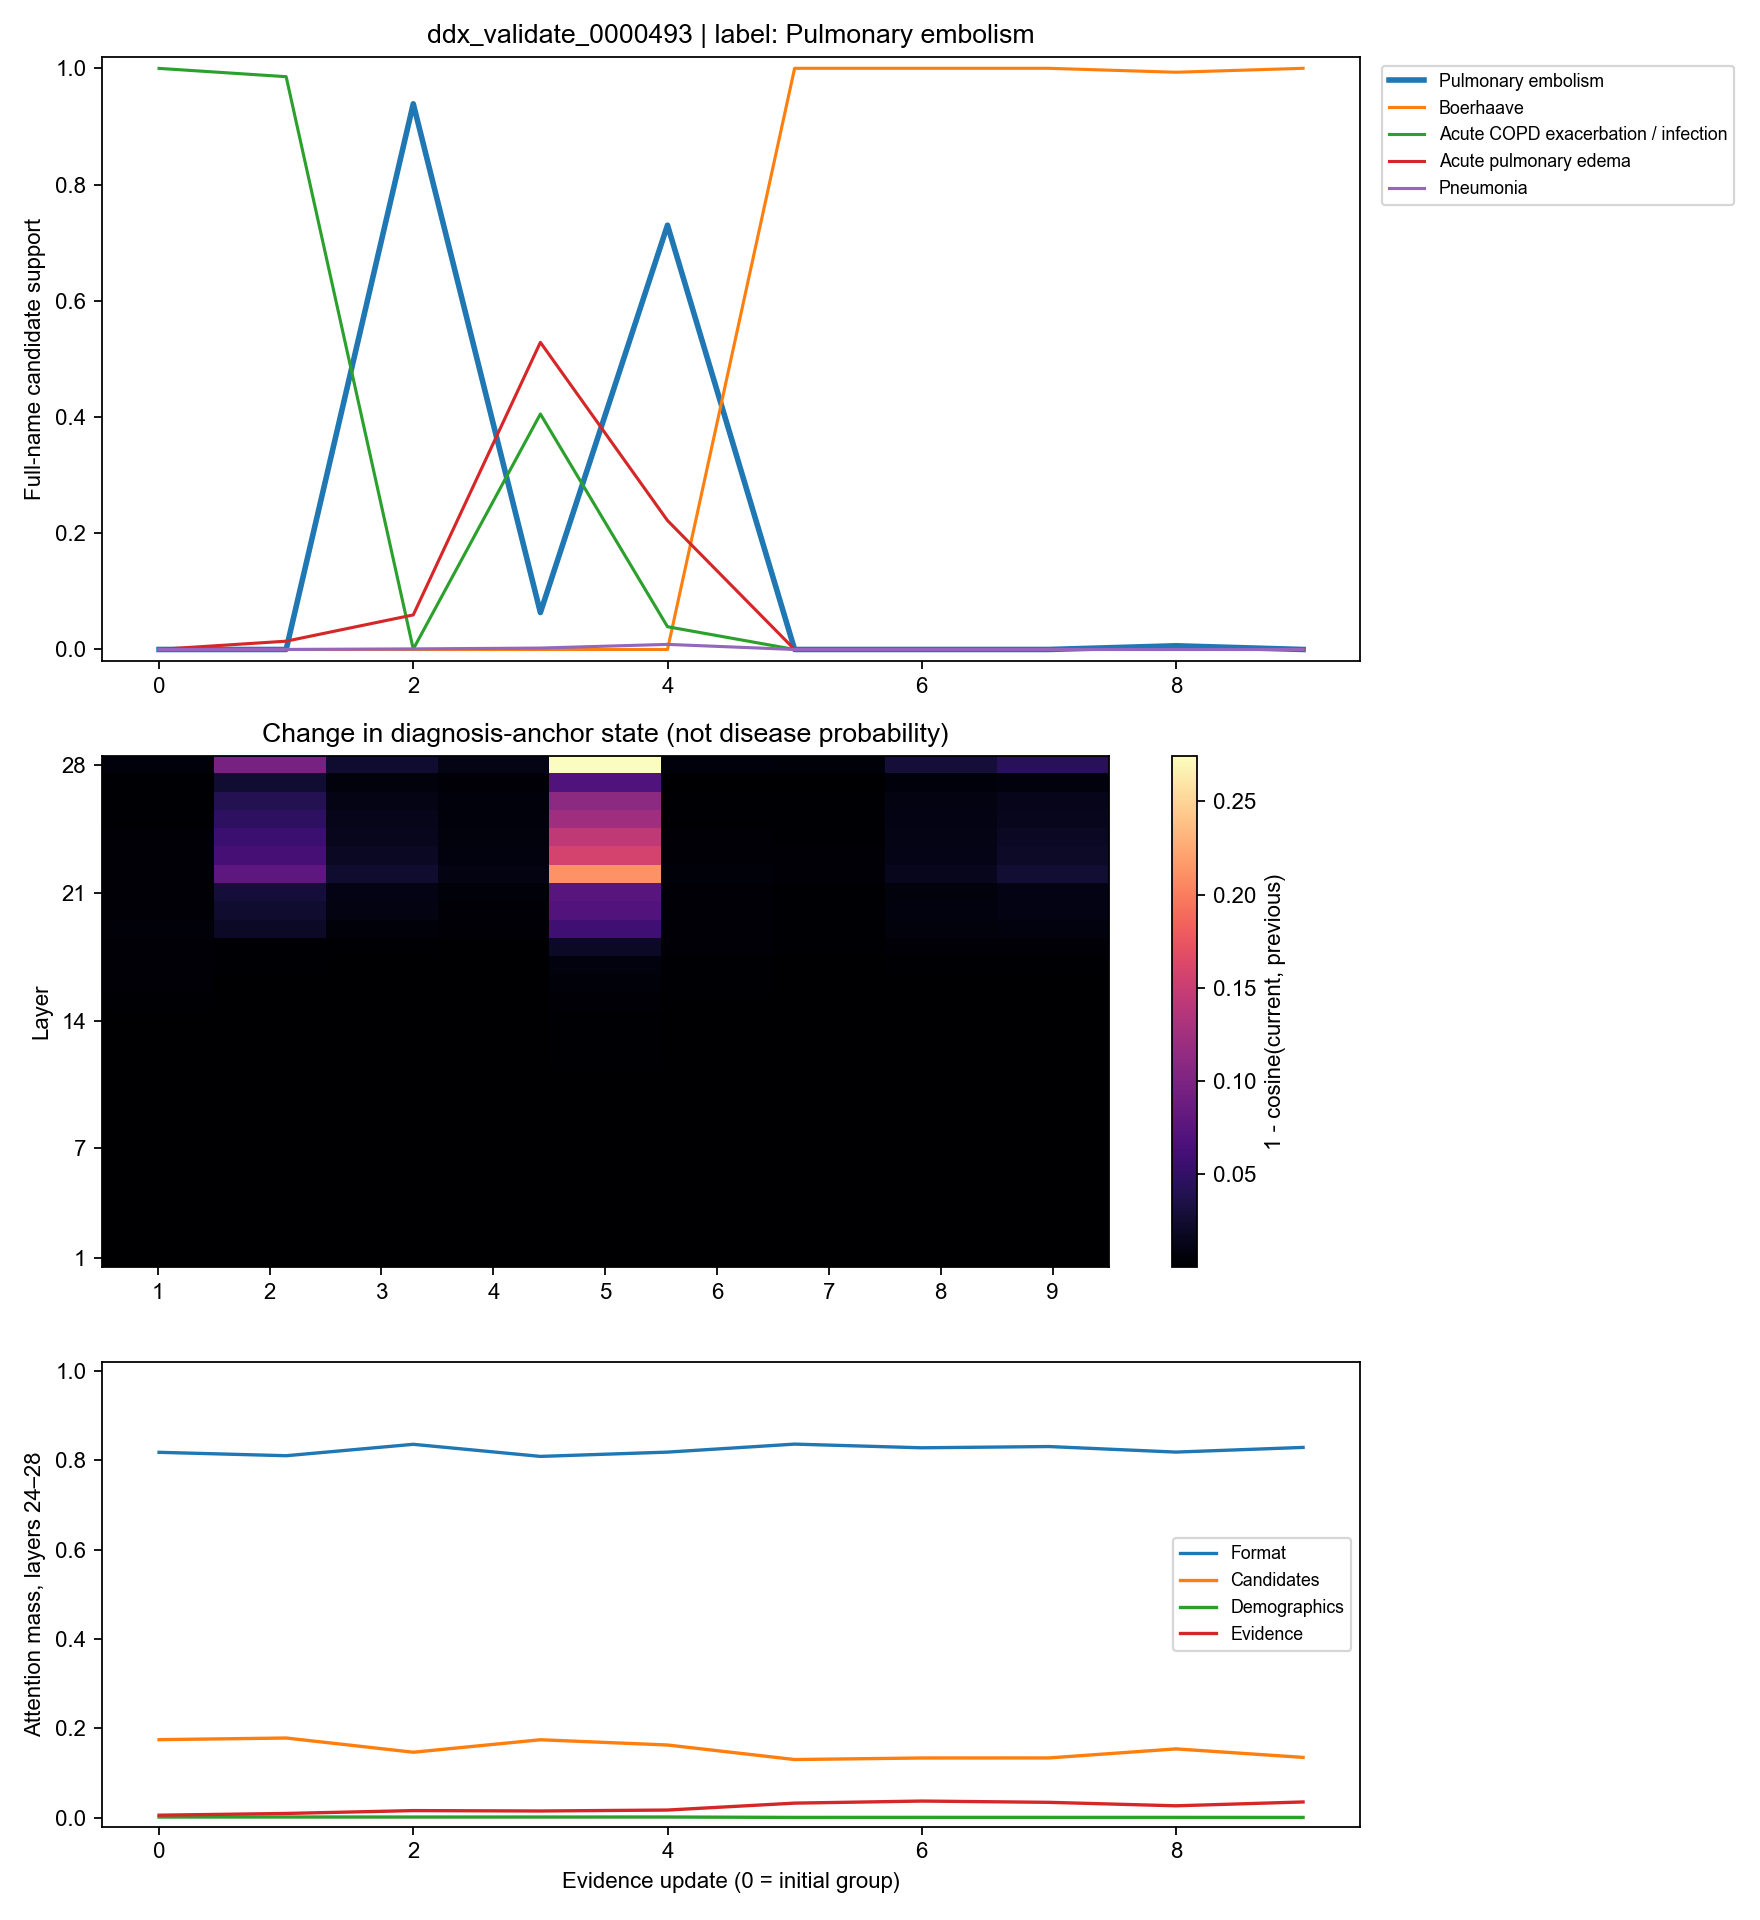 ddx_validate_0000493 | label: Pulmonary embolism
Full-name candidate support
1.0
0.8
0.6
0.4
0.2
0.0
0 2 4 6 8
Pulmonary embolism
Boerhaave
Acute COPD exacerbation / infection
Acute pulmonary edema
Pneumonia
Change in diagnosis-anchor state (not disease probability)
Layer
28
21
14
7
1
1 2 3 4 5 6 7 8 9
0.25
0.20
0.15
0.10
0.05
1 - cosine(current, previous)
Attention mass, layers 24–28
1.0
0.8
0.6
0.4
0.2
0.0
Format
Candidates
Demographics
Evidence
0 2 4 6 8
Evidence update (0 = initial group)